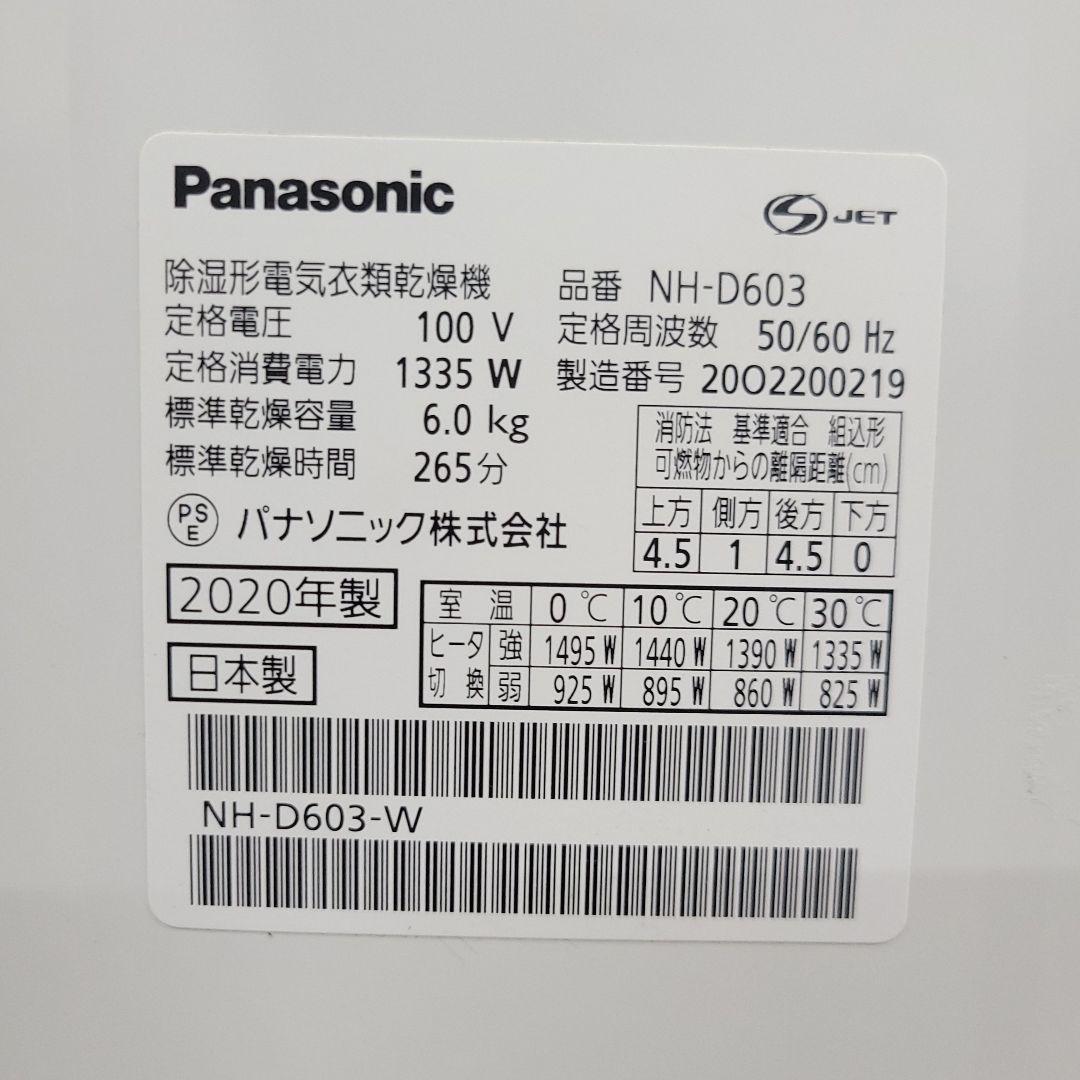 Panasonic
S JET
除湿形電気衣類乾燥機 品番 NH-D603
定格電圧 100 V 定格周波数 50/60 Hz
定格消費電力 1335 W 製造番号 20O2200219
標準乾燥容量 6.0 kg
標準乾燥時間 265分
消防法 基準適合 組込形
可燃物からの離隔距離(cm)
上方 側方 後方 下方
4.5 1 4.5 0
PS
E
パナソニック株式会社
2020年製
日本製
室 温 0℃ 10℃ 20℃ 30℃
ヒータ 強 1495 W 1440 W 1390 W 1335 W
切 換 弱 925 W 895 W 860 W 825 W
NH-D603-W